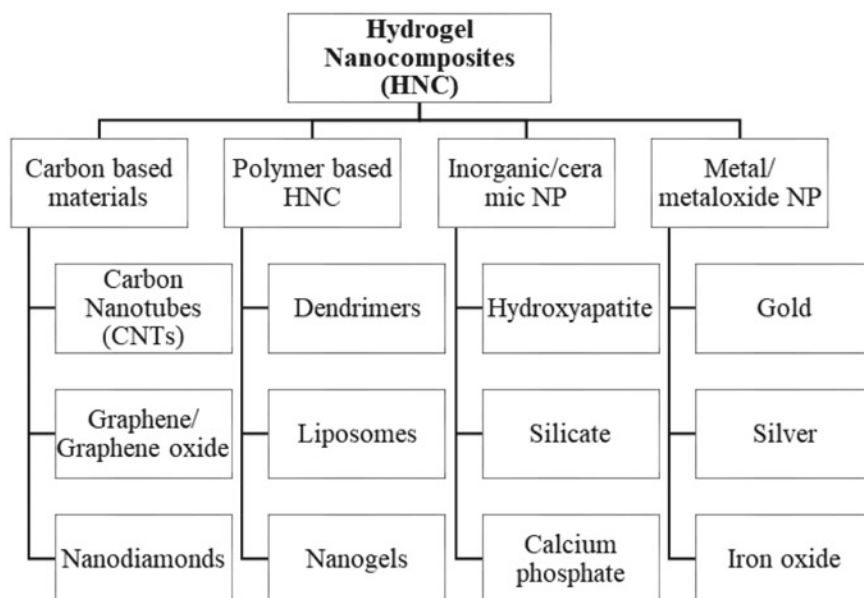 Hydrogel
Nanocomposites
(HNC)
Carbon based
materials
Polymer based
HNC
Inorganic/cera
mic NP
Metal/
metaloxide NP
Carbon
Nanotubes
(CNTs)
Dendrimers
Hydroxyapatite
Gold
Graphene/
Graphene oxide
Liposomes
Silicate
Silver
Nanodiamonds
Nanogels
Calcium
phosphate
Iron oxide